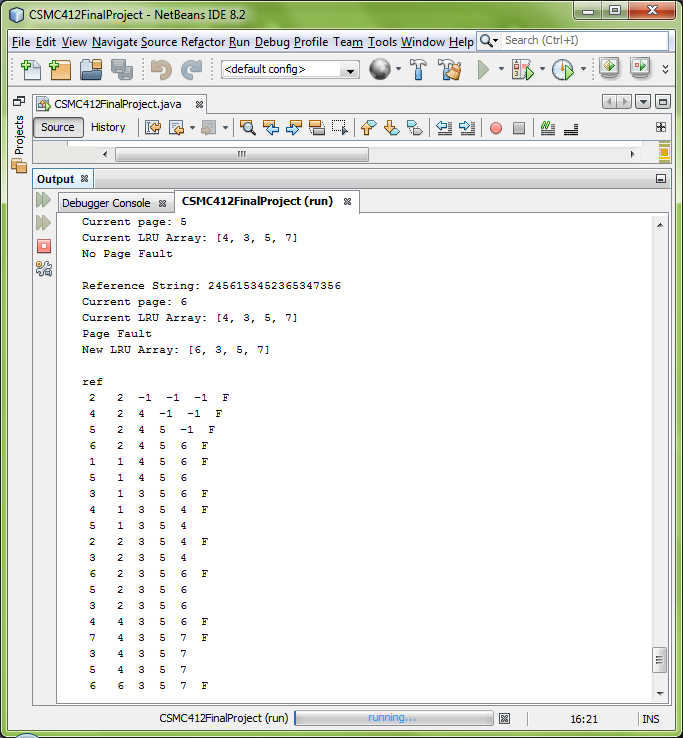 CSMC412FinalProject - NetBeans IDE 8.2
File Edit View Navigate Source Refactor Run Debug Profile Team Tools Window Help Search (Ctrl+I)
<default config>
Projects
CSMC412FinalProject.java
Source History
Output
Debugger Console CSMC412FinalProject (run)
Current page: 5
Current LRU Array: [4, 3, 5, 7]
No Page Fault
Reference String: 2456153452365347356
Current page: 6
Current LRU Array: [4, 3, 5, 7]
Page Fault
New LRU Array: [6, 3, 5, 7]
ref
2 2 -1 -1 -1 F
4 2 4 -1 -1 F
5 2 4 5 -1 F
6 2 4 5 6 F
1 1 4 5 6 F
5 1 4 5 6
3 1 3 5 6 F
4 1 3 5 4 F
5 1 3 5 4
2 2 3 5 4 F
3 2 3 5 4
6 2 3 5 6 F
5 2 3 5 6
3 2 3 5 6
4 4 3 5 6 F
7 4 3 5 7 F
3 4 3 5 7
5 4 3 5 7
6 6 3 5 7 F
CSMC412FinalProject (run) running... 16:21 INS